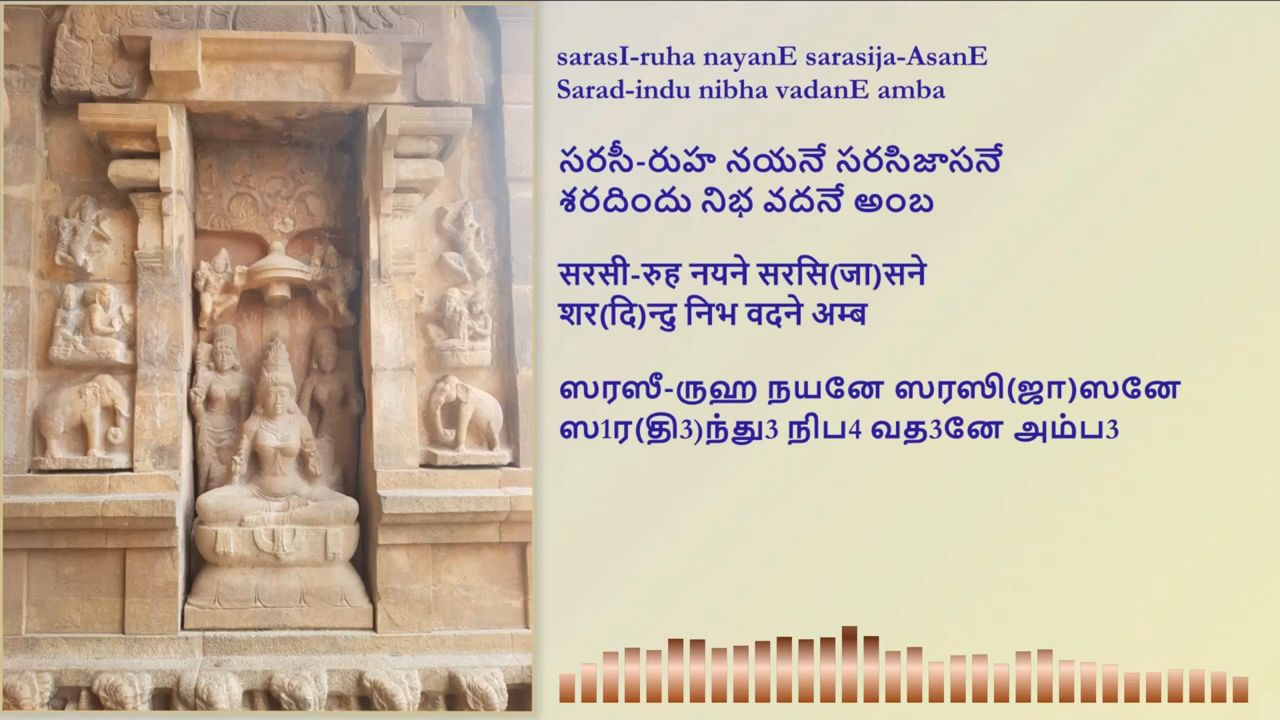 sarasI-ruha nayanE sarasija-AsanE
Sarad-indu nibha vadanE amba
సరసీ-రుహ నయనే సరసిజాసనే
శరదిందు నిభ వదనే అంబ
सरसी-रुह नयने सरसि(जा)सने
शर(दि)न्दु निभ वदने अम्ब
ஸரஸீ-ருஹ நயனே ஸரஸி(ஜா)ஸனே
ஸ1ர(தி3)ந்து3 நிப4 வத3னே அம்ப3